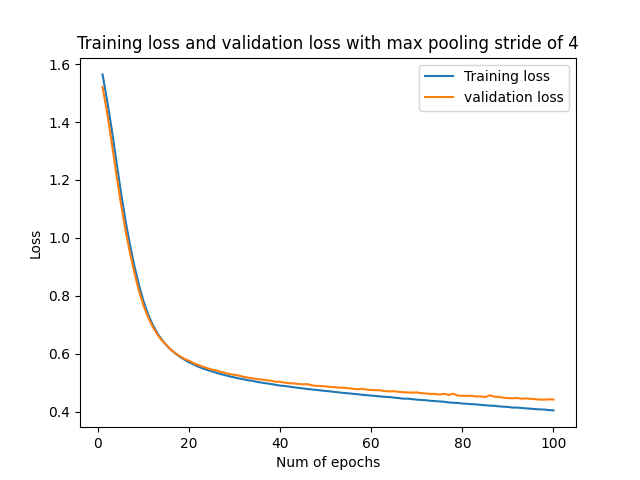 Training loss and validation loss with max pooling stride of 4
Training loss
validation loss
1.6
1.4
1.2
1.0
0.8
0.6
0.4
Loss
0 20 40 60 80 100
Num of epochs